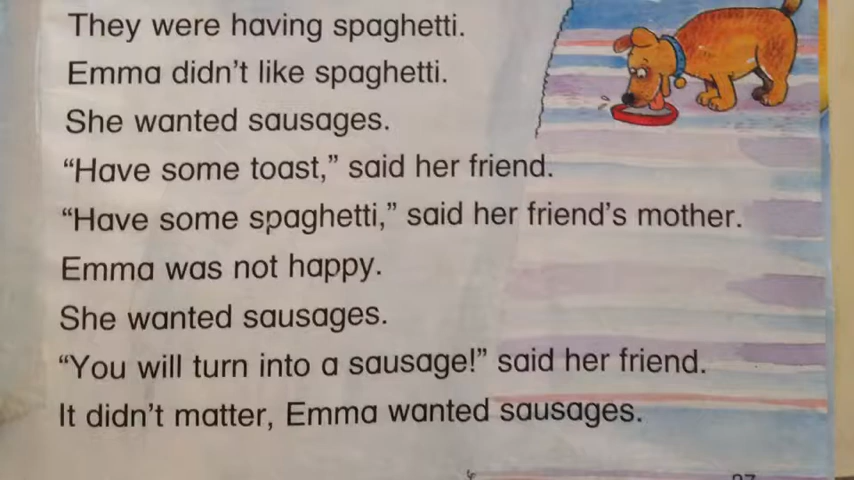 They were having spaghetti.
Emma didn't like spaghetti.
She wanted sausages.
“Have some toast,” said her friend.
“Have some spaghetti,” said her friend's mother.
Emma was not happy.
She wanted sausages.
“You will turn into a sausage!” said her friend.
It didn't matter, Emma wanted sausages.